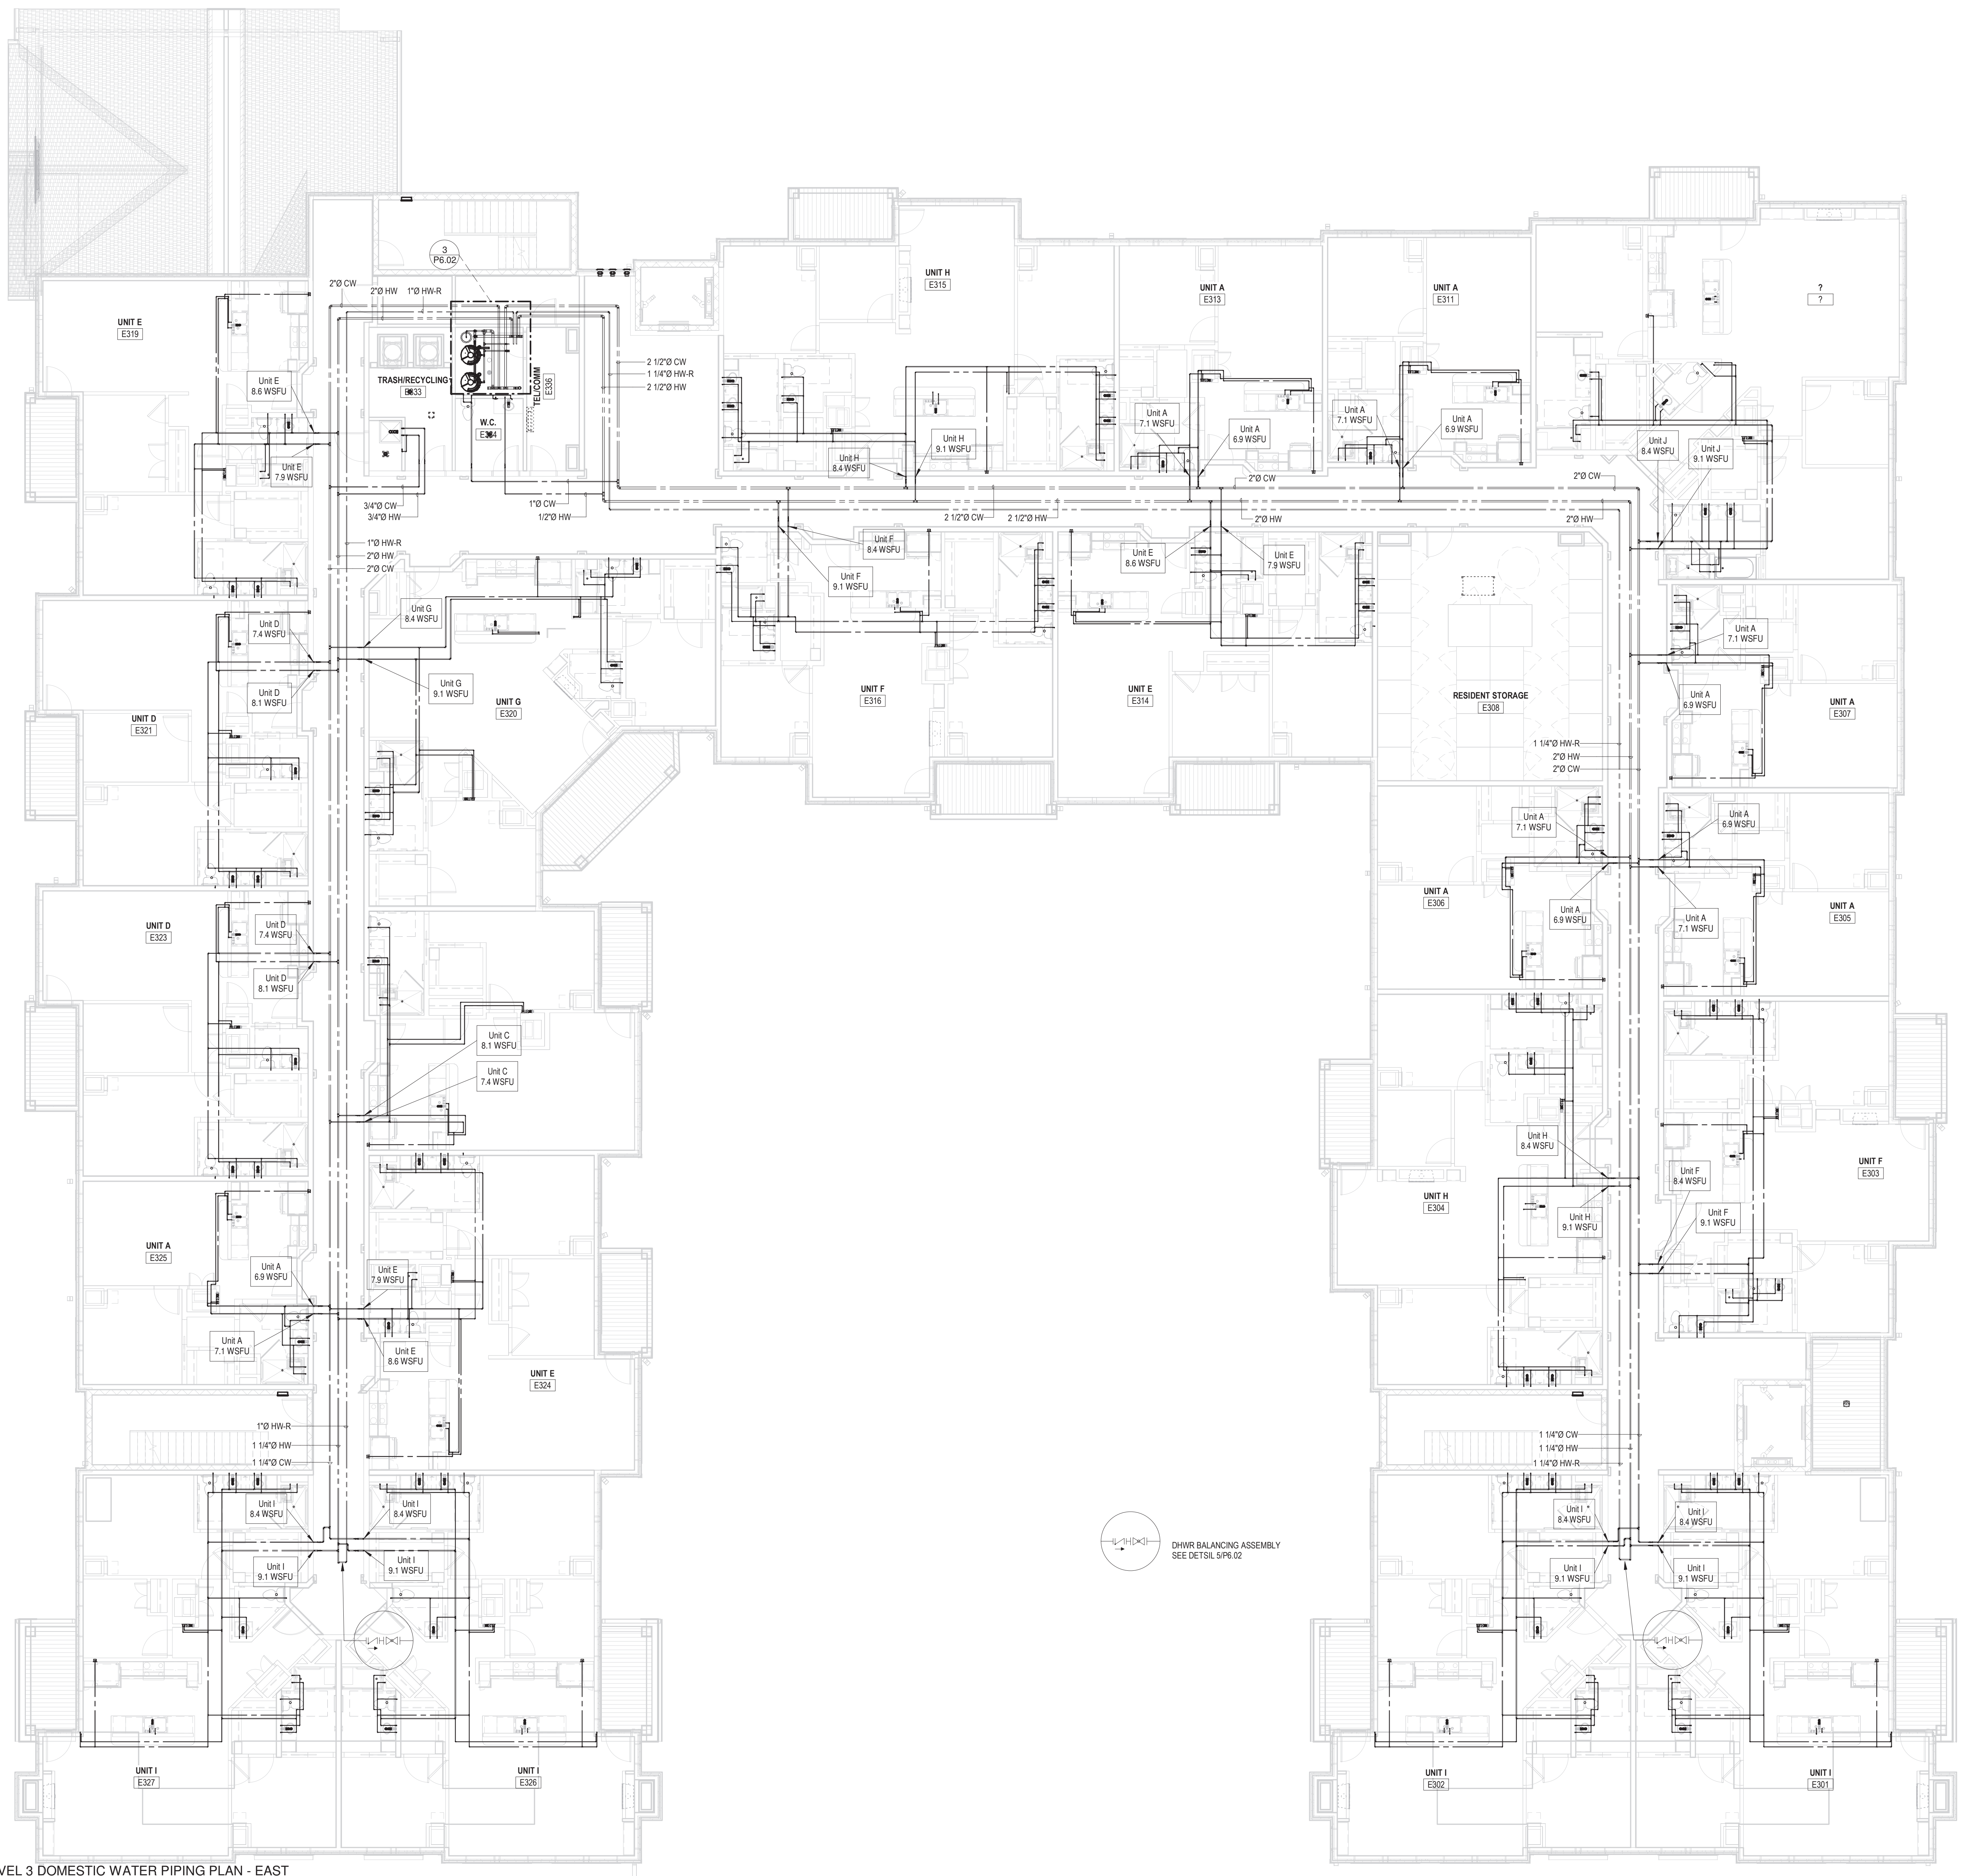 3
P6.02
2"Ø CW
2"Ø HW
1"Ø HW-R
UNIT E
E319
UNIT H
E315
UNIT A
E313
UNIT A
E311
?
?
2 1/2"Ø CW
1 1/4"Ø HW-R
2 1/2"Ø HW
TRASH/RECYCLING
E333
TEL/COMM
E336
W.C.
E334
Unit E
8.6 WSFU
Unit E
7.9 WSFU
Unit H
8.4 WSFU
Unit H
9.1 WSFU
Unit A
7.1 WSFU
Unit A
6.9 WSFU
Unit A
7.1 WSFU
Unit A
6.9 WSFU
Unit J
8.4 WSFU
Unit J
9.1 WSFU
2"Ø CW
2"Ø CW
3/4"Ø CW
3/4"Ø HW
1"Ø CW
1/2"Ø HW
2 1/2"Ø CW
2 1/2"Ø HW
2"Ø HW
2"Ø HW
1"Ø HW-R
2"Ø HW
2"Ø CW
Unit F
8.4 WSFU
Unit F
9.1 WSFU
Unit E
8.6 WSFU
Unit E
7.9 WSFU
Unit G
8.4 WSFU
Unit D
7.4 WSFU
Unit D
8.1 WSFU
Unit G
9.1 WSFU
UNIT D
E321
UNIT G
E320
UNIT F
E316
UNIT E
E314
RESIDENT STORAGE
E308
Unit A
7.1 WSFU
Unit A
6.9 WSFU
UNIT A
E307
1 1/4"Ø HW-R
2"Ø HW
2"Ø CW
Unit A
7.1 WSFU
Unit A
6.9 WSFU
UNIT A
E306
Unit A
6.9 WSFU
Unit A
7.1 WSFU
UNIT A
E305
UNIT D
E323
Unit D
7.4 WSFU
Unit D
8.1 WSFU
Unit C
8.1 WSFU
Unit C
7.4 WSFU
Unit H
8.4 WSFU
Unit H
9.1 WSFU
UNIT H
E304
Unit F
8.4 WSFU
Unit F
9.1 WSFU
UNIT F
E303
UNIT A
E325
Unit A
6.9 WSFU
Unit A
7.1 WSFU
Unit E
7.9 WSFU
Unit E
8.6 WSFU
UNIT E
E324
1"Ø HW-R
1 1/4"Ø HW
1 1/4"Ø CW
1 1/4"Ø CW
1 1/4"Ø HW
1 1/4"Ø HW-R
Unit I
8.4 WSFU
Unit I
8.4 WSFU
Unit I
9.1 WSFU
Unit I
9.1 WSFU
DHWR BALANCING ASSEMBLY
SEE DETSIL 5/P6.02
Unit I
8.4 WSFU
Unit I
8.4 WSFU
Unit I
9.1 WSFU
Unit I
9.1 WSFU
UNIT I
E327
UNIT I
E326
UNIT I
E302
UNIT I
E301
VEL 3 DOMESTIC WATER PIPING PLAN - EAST